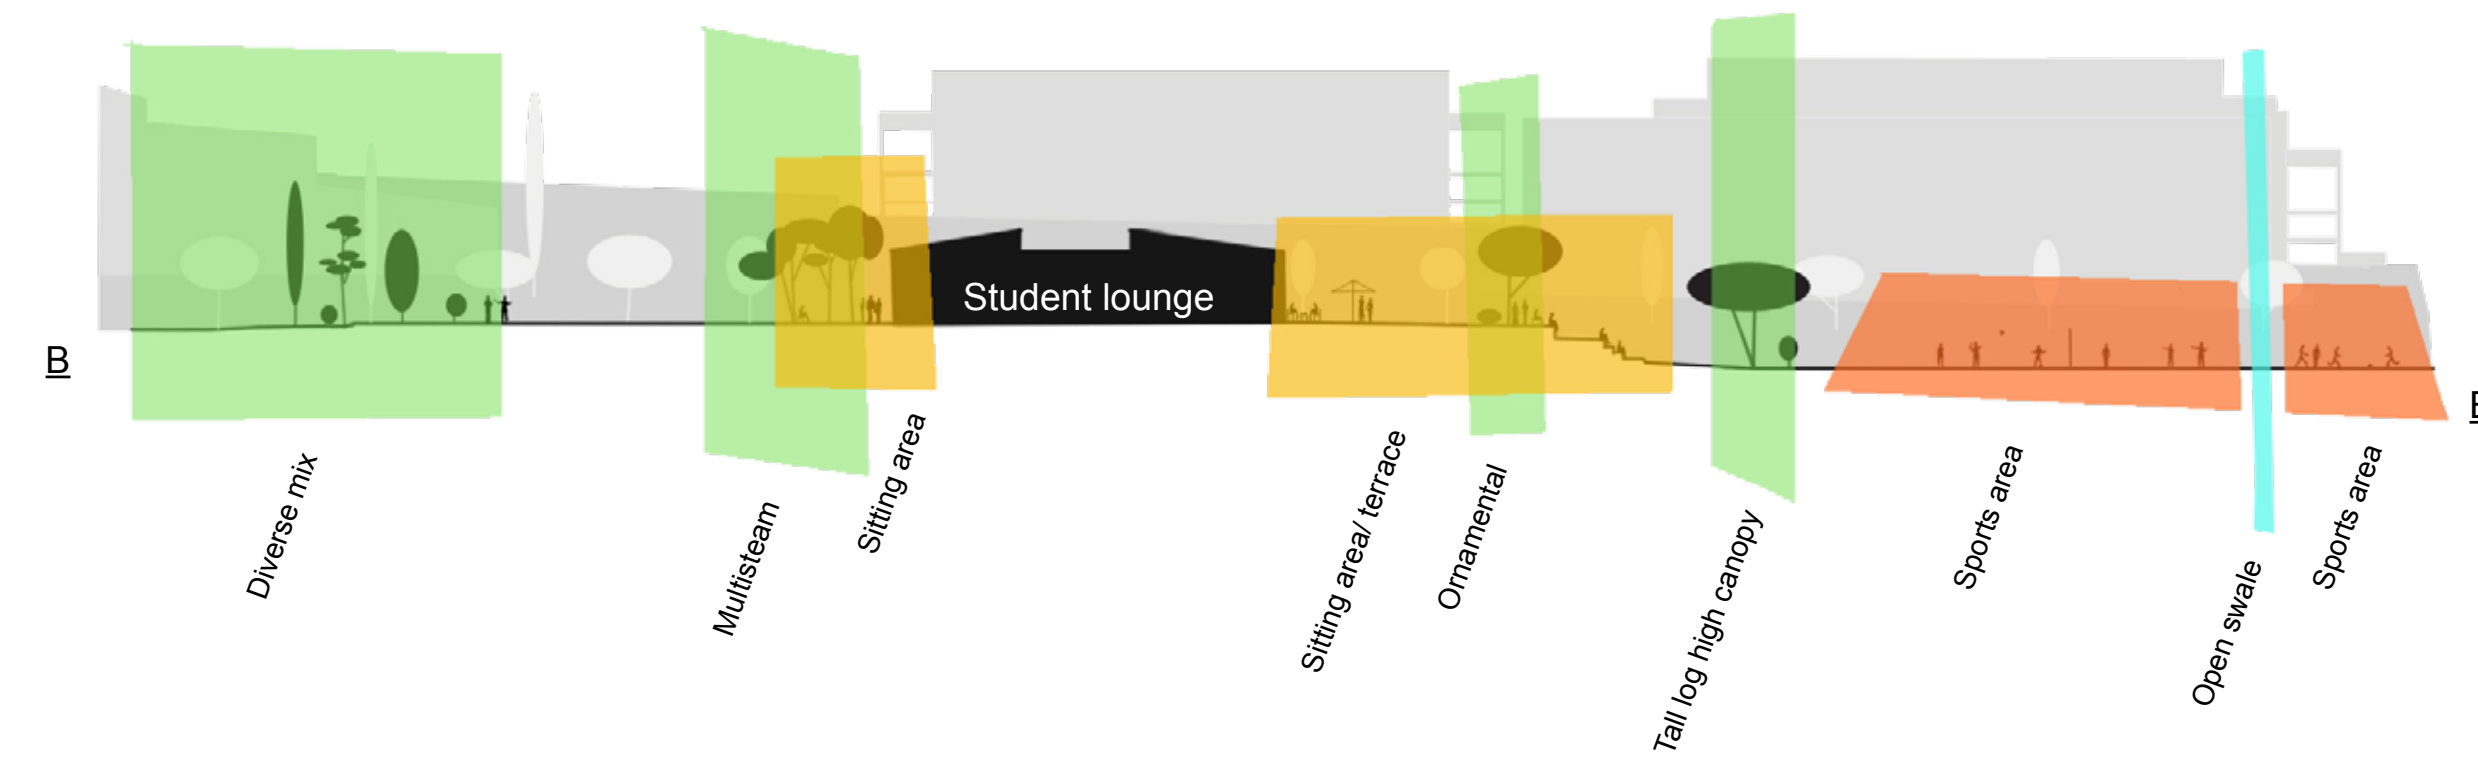 Student lounge
B
Diverse mix
Multisteam
Sitting area
Sitting area/ terrace
Ornamental
Tall log high canopy
Sports area
Open swale
Sports area